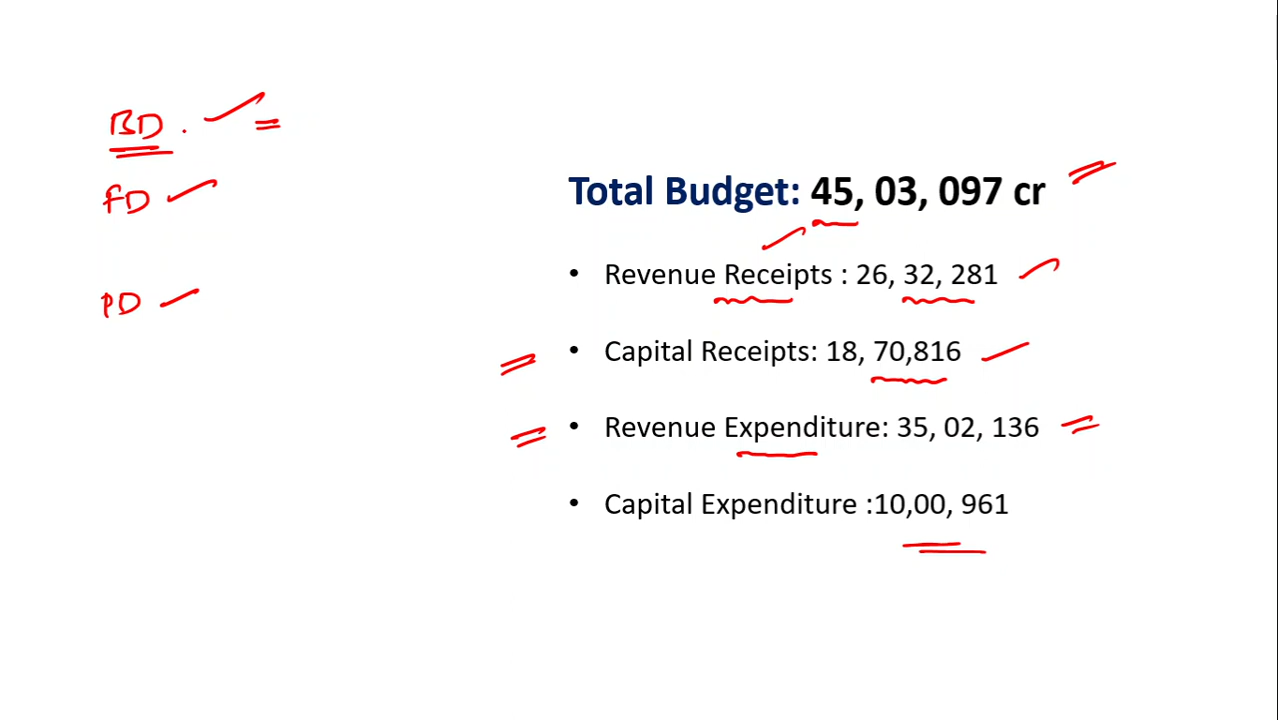 BD.
FD
PD
Total Budget: 45, 03, 097 cr
• Revenue Receipts : 26, 32, 281
• Capital Receipts: 18, 70,816
• Revenue Expenditure: 35, 02, 136
• Capital Expenditure :10,00, 961